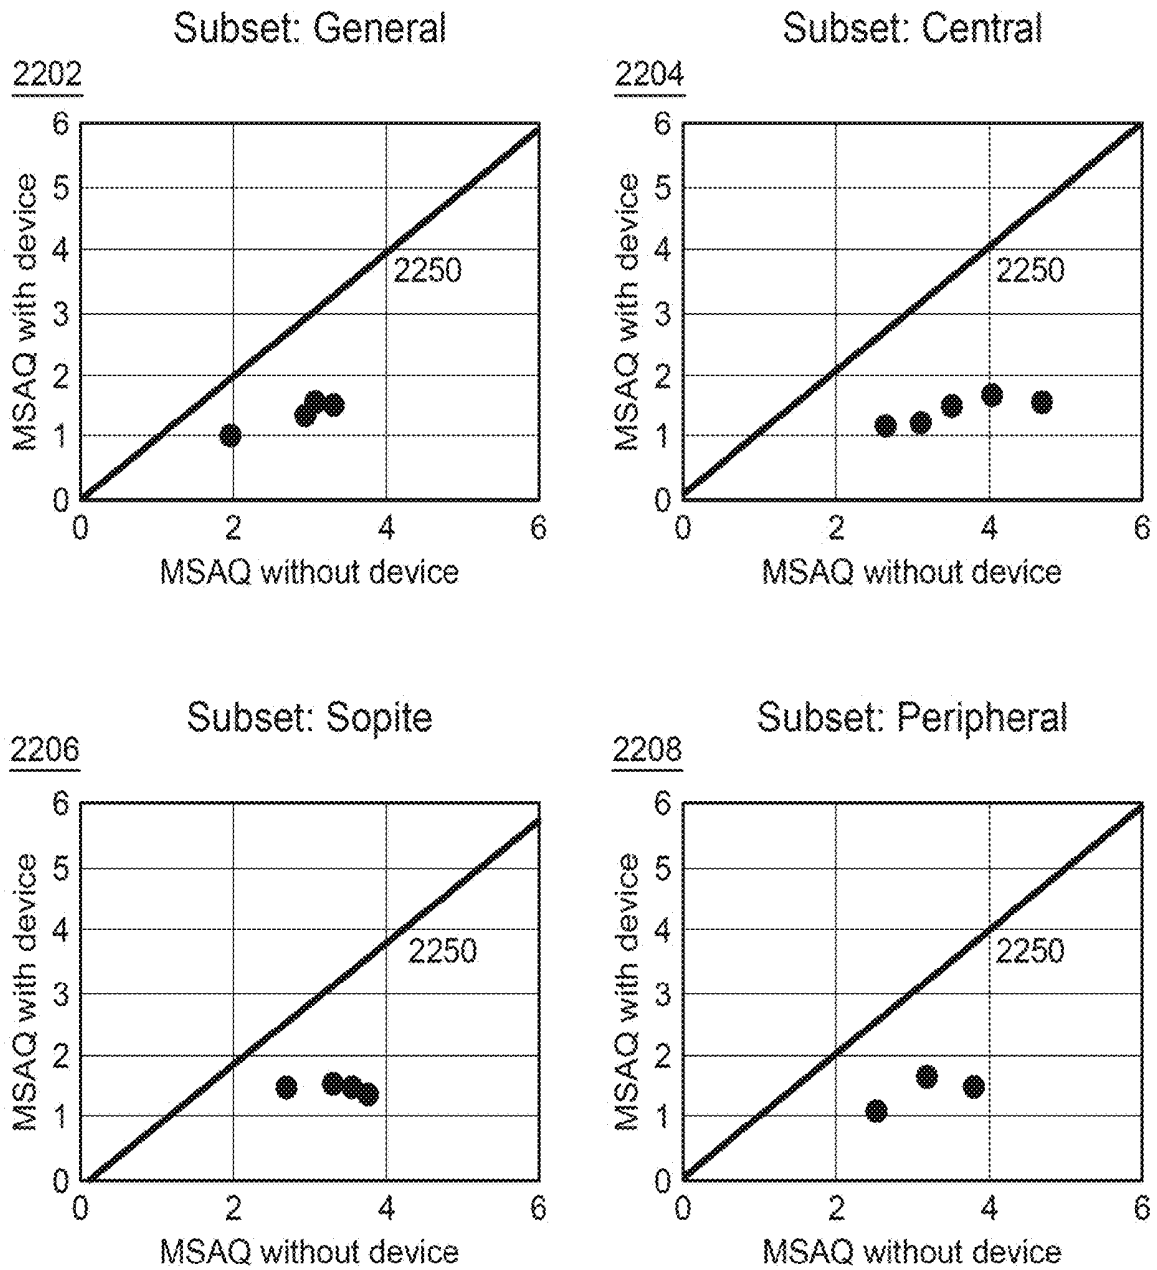 Subset: General
2202
6
5
4
3
2
1
0
MSAQ with device
2250
0 2 4 6
MSAQ without device
Subset: Central
2204
6
5
4
3
2
1
0
MSAQ with device
2250
0 2 4 6
MSAQ without device
Subset: Sopite
2206
6
5
4
3
2
1
0
MSAQ with device
2250
0 2 4 6
MSAQ without device
Subset: Peripheral
2208
6
5
4
3
2
1
0
MSAQ with device
2250
0 2 4 6
MSAQ without device